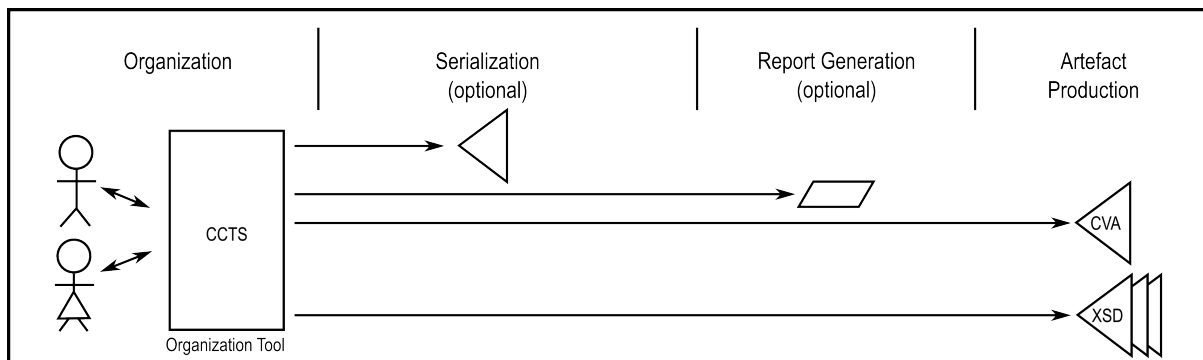 Organization
Serialization
(optional)
Report Generation
(optional)
Artefact
Production
CCTS
Organization Tool
CVA
XSD